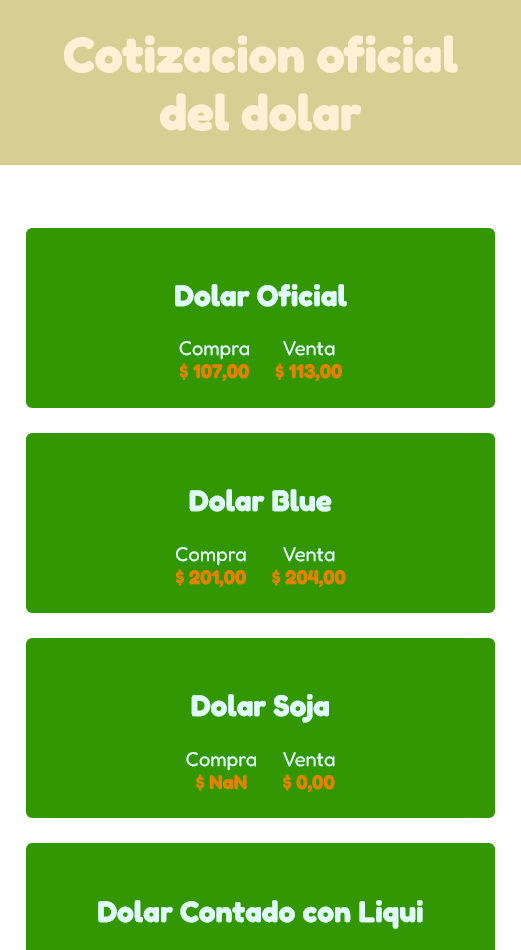 Cotizacion oficial
del dolar
Dolar Oficial
Compra Venta
$ 107,00 $ 113,00
Dolar Blue
Compra Venta
$ 201,00 $ 204,00
Dolar Soja
Compra Venta
$ NaN $ 0,00
Dolar Contado con Liqui